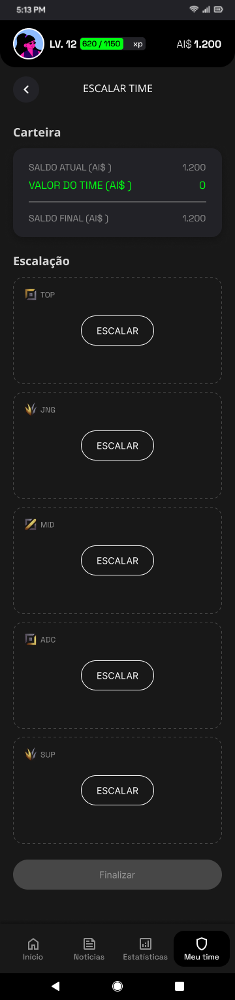 5:13 PM
LV. 12 620 / 1150 xp AI$ 1.200
ESCALAR TIME
Carteira
SALDO ATUAL (AI$ ) 1.200
VALOR DO TIME (AI$ ) 0
SALDO FINAL (AI$ ) 1.200
Escalação
TOP
ESCALAR
JNG
ESCALAR
MID
ESCALAR
ADC
ESCALAR
SUP
ESCALAR
Finalizar
Início Noticias Estatísticas Meu time